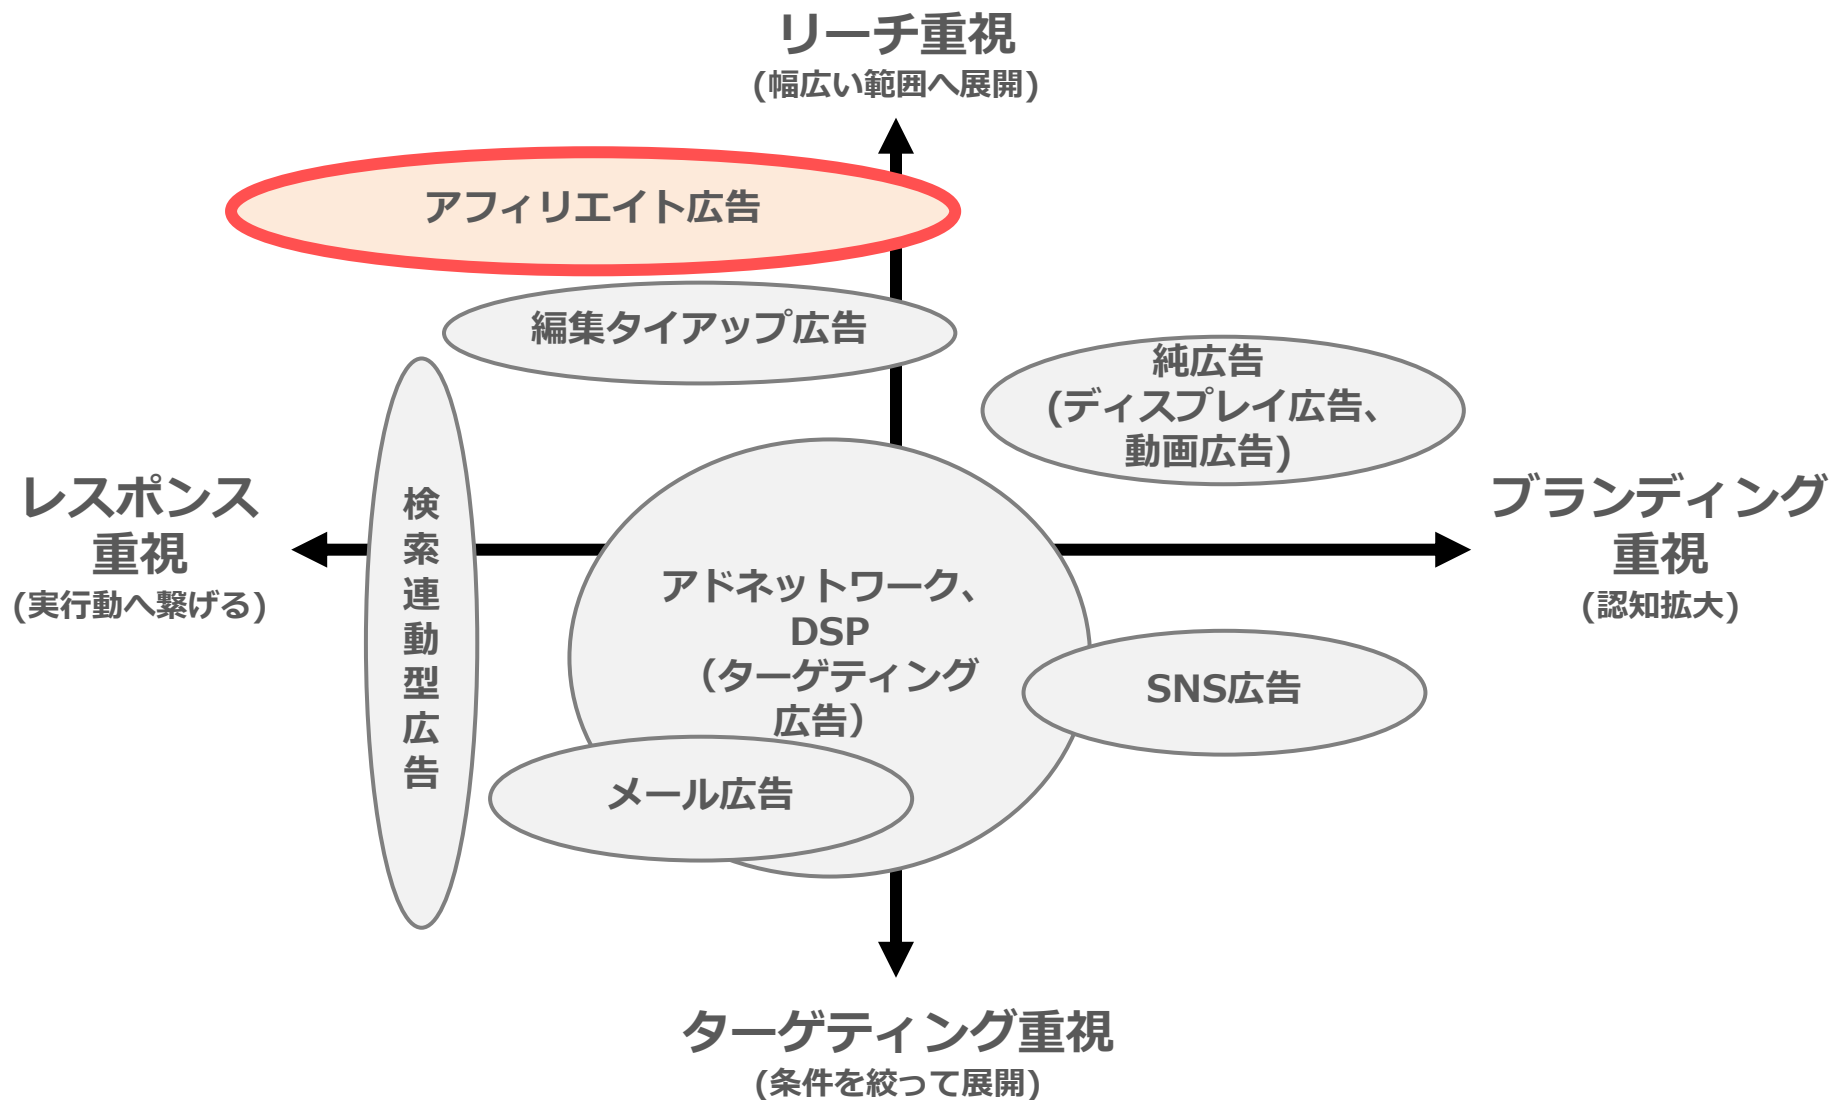 リーチ重視
(幅広い範囲へ展開)
アフィリエイト広告
編集タイアップ広告
純広告
(ディスプレイ広告、
動画広告)
レスポンス
重視
(実行動へ繋げる)
検索連動型広告
ブランディング
重視
(認知拡大)
アドネットワーク、
DSP
（ターゲティング
広告）
SNS広告
メール広告
ターゲティング重視
(条件を絞って展開)